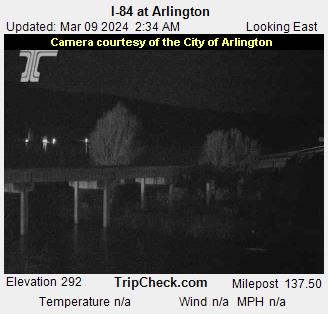 I-84 at Arlington
Updated: Mar 09 2024 2:34 AM Looking East
Camera courtesy of the City of Arlington
Elevation 292 TripCheck.com Milepost 137.50
Temperature n/a Wind n/a MPH n/a